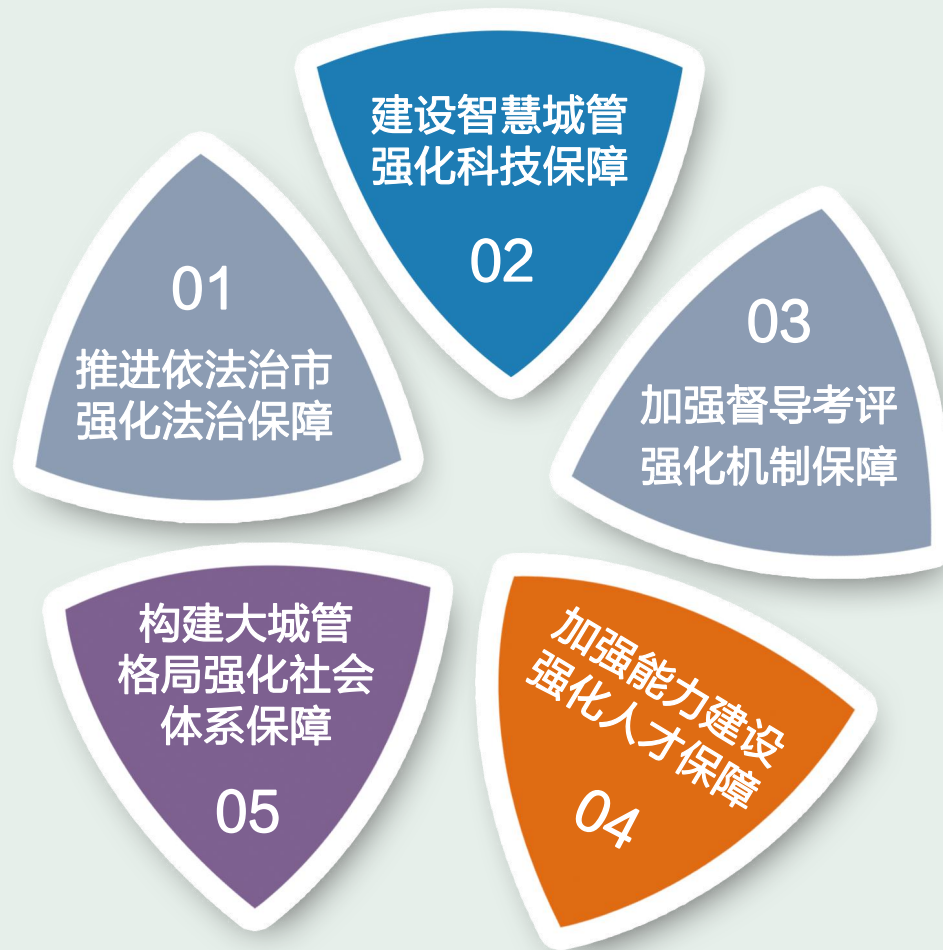 01
推进依法治市
强化法治保障
建设智慧城管
强化科技保障
02
03
加强督导考评
强化机制保障
加强能力建设
强化人才保障
04
构建大城管
格局强化社会
体系保障
05